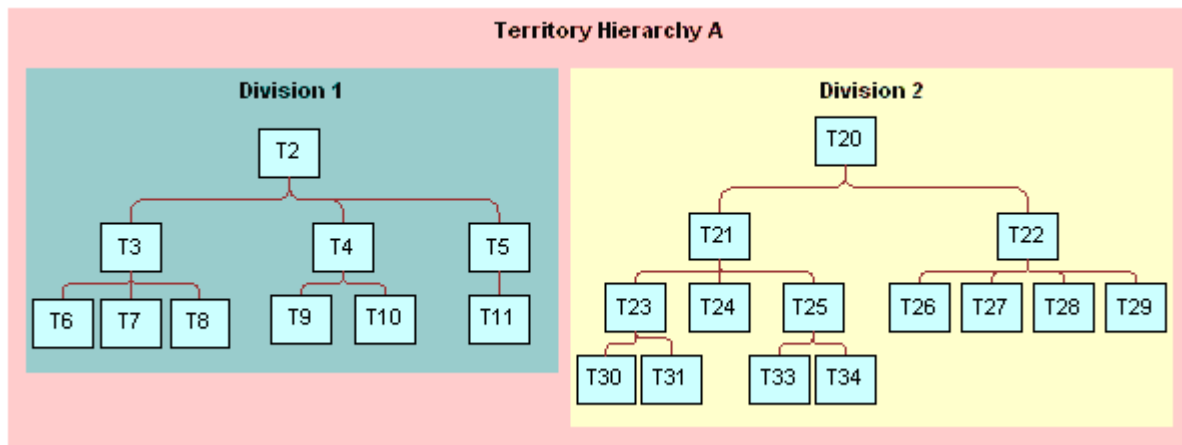 Territory Hierarchy A
Division 1
T2
T3
T4
T5
T6
T7
T8
T9
T10
T11
Division 2
T20
T21
T22
T23
T24
T25
T26
T27
T28
T29
T30
T31
T33
T34